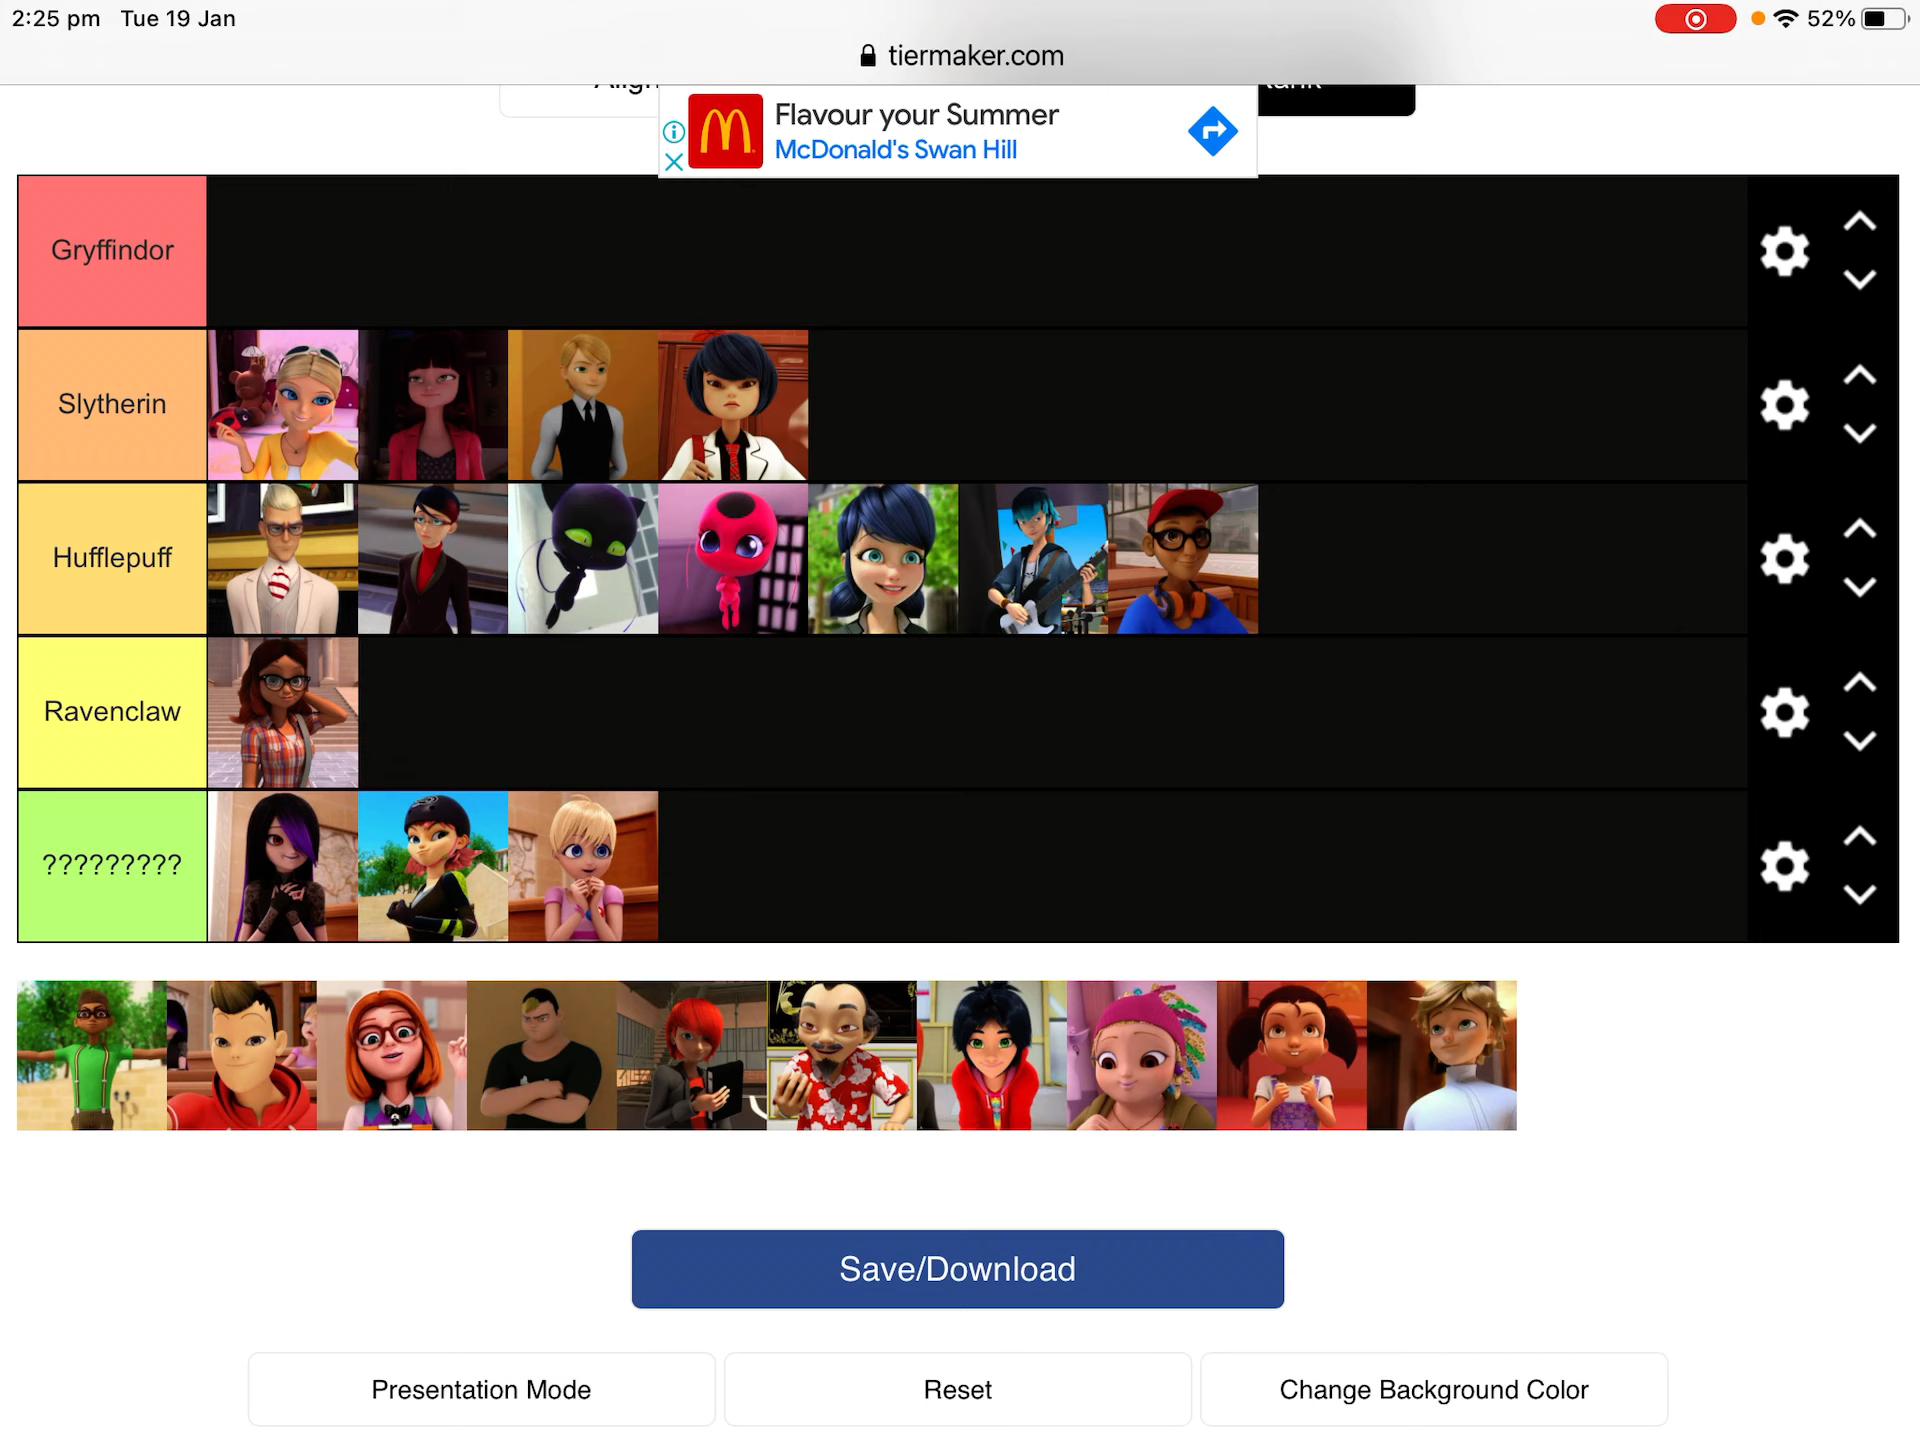 2:25 pm Tue 19 Jan
52%
tiermaker.com
Flavour your Summer
McDonald's Swan Hill
Gryffindor
Slytherin
Hufflepuff
Ravenclaw
?????????
Save/Download
Presentation Mode
Reset
Change Background Color